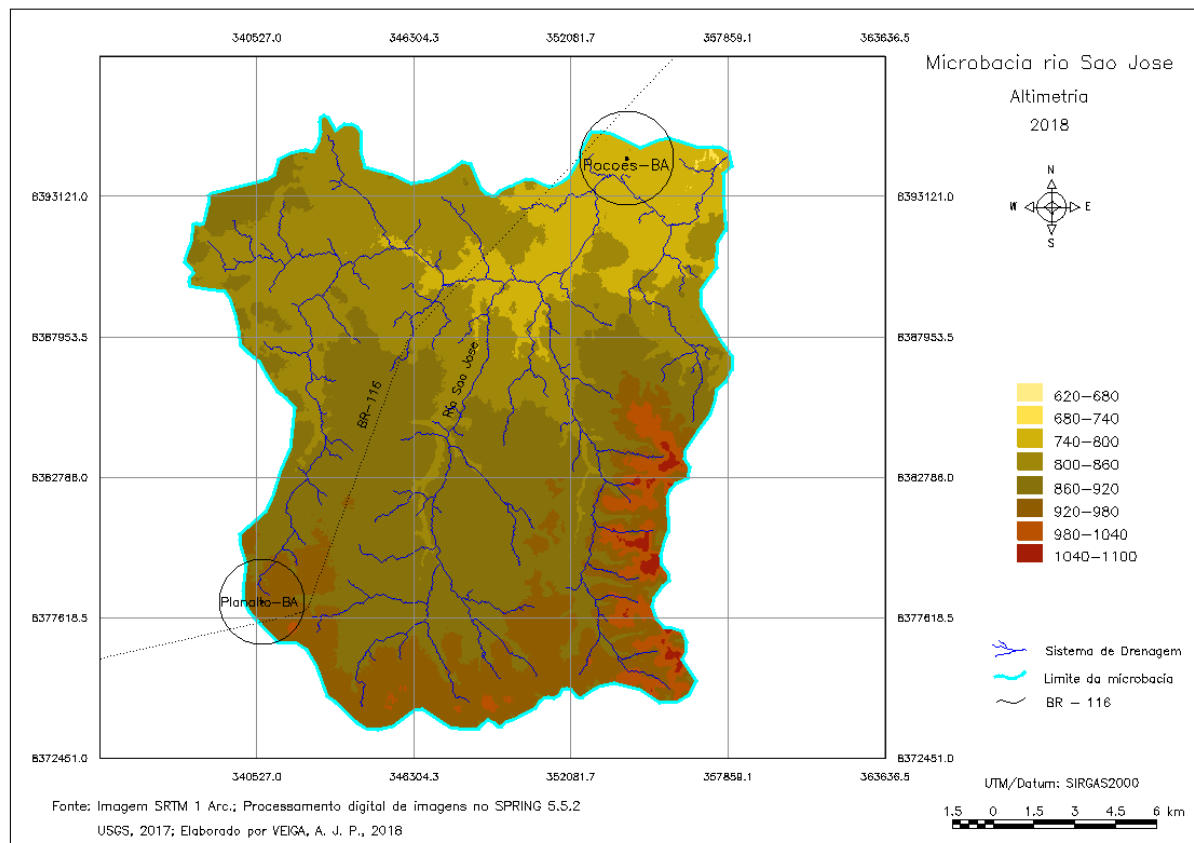 340527.0 346304.3 352081.7 357859.1 363636.5
Microbacia rio Sao Jose
Altimetria
2018
Pocoes-BA
N
8393121.0 8393121.0
W E
S
8387953.5 8387953.5
Rio Sao Jose
BR-116
620-680
680-740
740-800
800-860
860-920
920-980
980-1040
1040-1100
8382786.0 8382786.0
Planalto-BA
8377618.5 8377618.5
Sistema de Drenagem
Limite da microbacia
BR - 116
8372451.0 8372451.0
340527.0 346304.3 352081.7 357859.1 363636.5
UTM/Datum: SIRGAS2000
1.5 0 1.5 3 4.5 6 km
Fonte: Imagem SRTM 1 Arc.; Processamento digital de imagens no SPRING 5.5.2
USGS, 2017; Elaborado por VEIGA, A. J. P., 2018